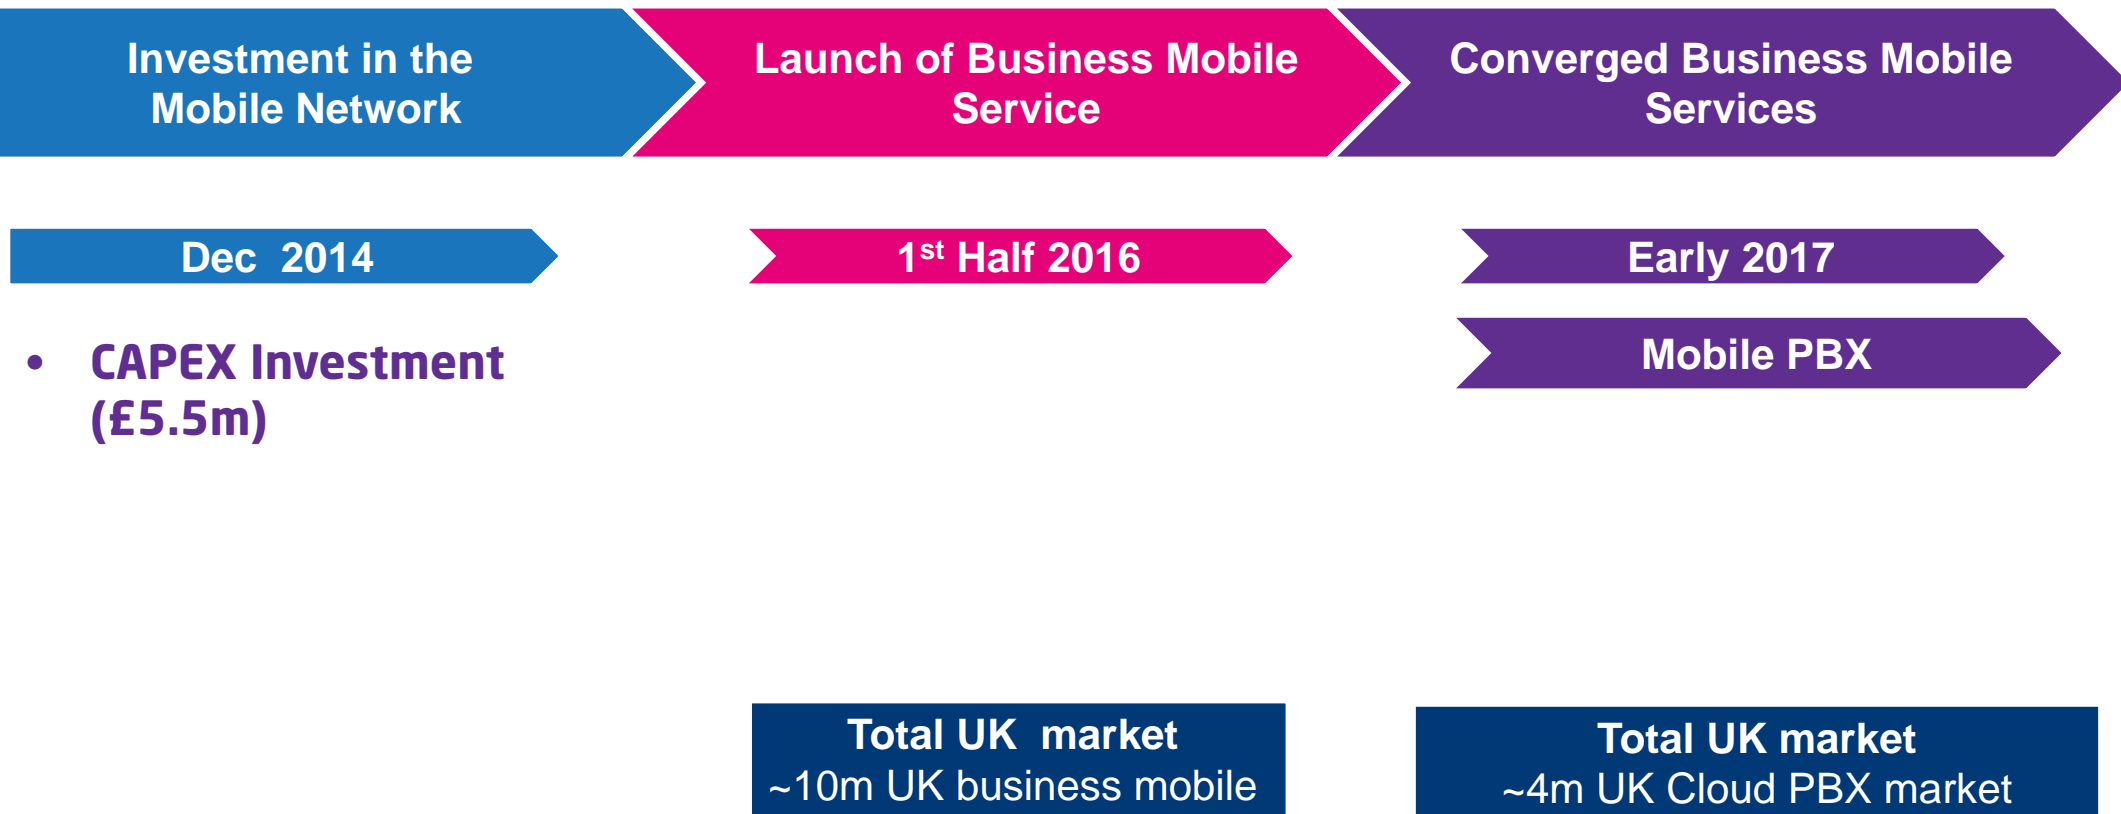 Investment in the
Mobile Network
Launch of Business Mobile
Service
Converged Business Mobile
Services
Dec 2014
1st Half 2016
Early 2017
Mobile PBX
• CAPEX Investment
(£5.5m)
Total UK market
~10m UK business mobile
Total UK market
~4m UK Cloud PBX market